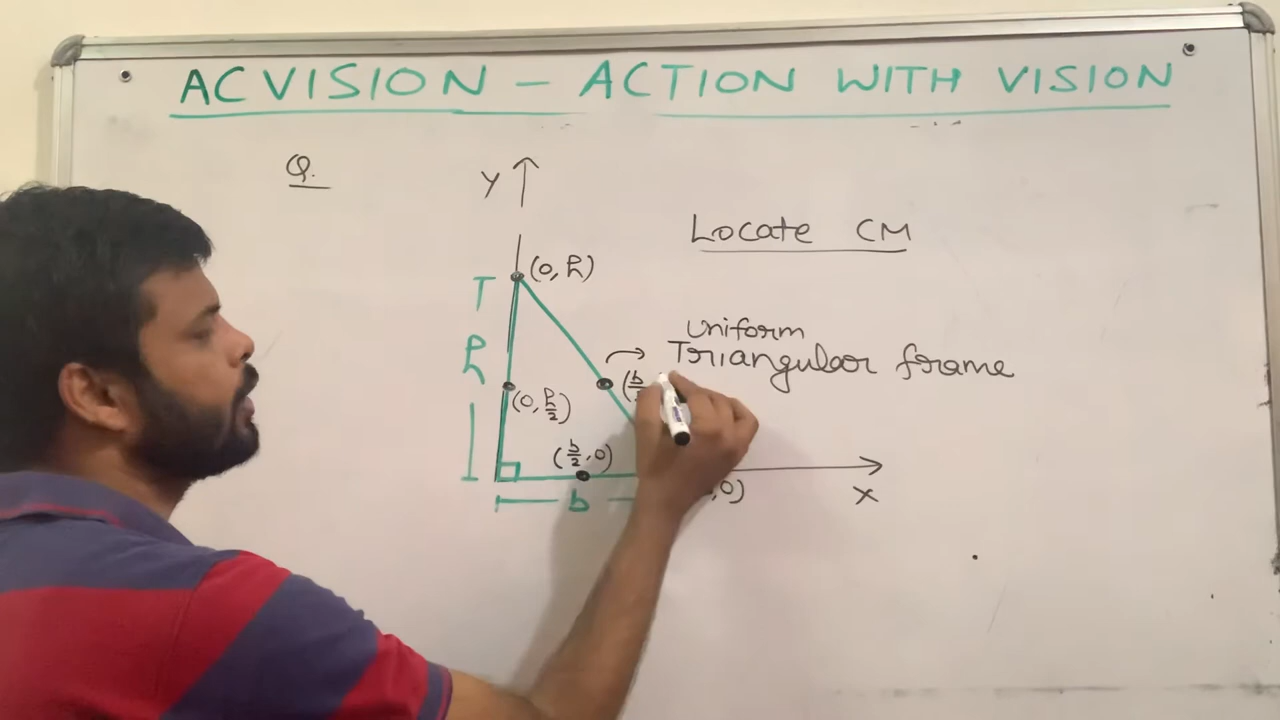 ACVISION - ACTION WITH VISION
Q.
Y
Locate CM
(0, h)
Uniform
Triangular frame
h
(0, h/2)
(b/2, 0)
b
,0)
X